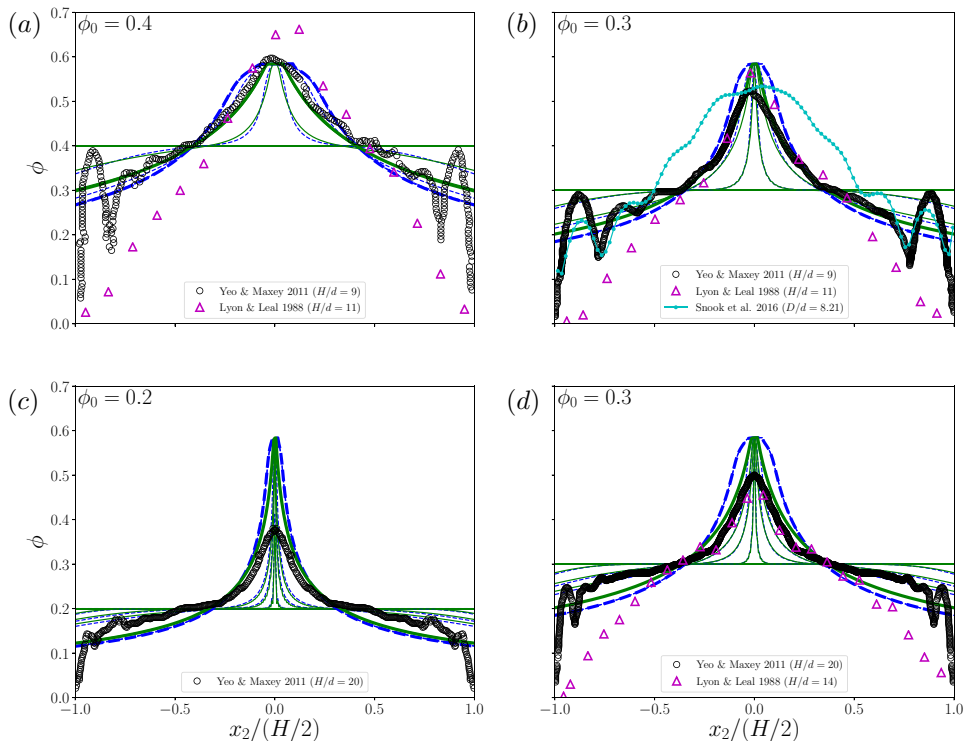 (a)
ϕ0 = 0.4
0.7
0.6
0.5
0.4
0.3
0.2
0.1
0.0
ϕ
Yeo & Maxey 2011 (H/d = 9)
Lyon & Leal 1988 (H/d = 11)
(b)
ϕ0 = 0.3
Yeo & Maxey 2011 (H/d = 9)
Lyon & Leal 1988 (H/d = 11)
Snook et al. 2016 (D/d = 8.21)
(c)
ϕ0 = 0.2
0.7
0.6
0.5
0.4
0.3
0.2
0.1
0.0
ϕ
Yeo & Maxey 2011 (H/d = 20)
−1.0 −0.5 0.0 0.5 1.0
x2/(H/2)
(d)
ϕ0 = 0.3
Yeo & Maxey 2011 (H/d = 20)
Lyon & Leal 1988 (H/d = 14)
−1.0 −0.5 0.0 0.5 1.0
x2/(H/2)